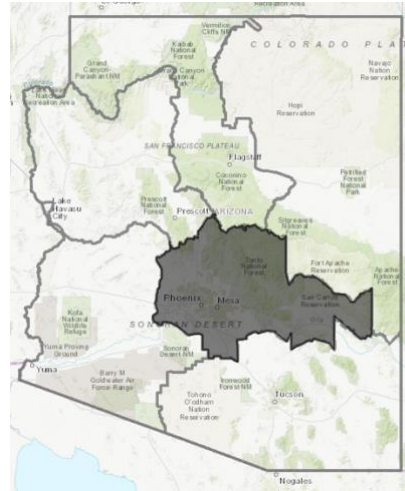 Vermilion
Cliffs NM
Kaibab
National
Forest
COLORADO PLAT
Grand
Canyon-
Parashant NM
Navajo
Nation
Reservation
Hopi
Reservation
SAN FRANCISCO PLATEAU
Flagstaff
Coconino
National
Forest
Petrified
Forest
National
Park
Lake
Havasu
City
Prescott
National
Forest
Prescott
ARIZONA
Sitgreaves
National
Forest
Tonto
National
Forest
Fort Apache
Reservation
Apache
National
Forest
Phoenix
Mesa
San Carlos
Reservation
Kofa
National
Wildlife
Refuge
SONORAN DESERT
Yuma Proving
Ground
Sonoran
Desert NM
Yuma
Barry M
Goldwater Air
Force Range
Ironwood
Forest NM
Tohono
O'odham
Nation
Reservation
Tucson
Nogales